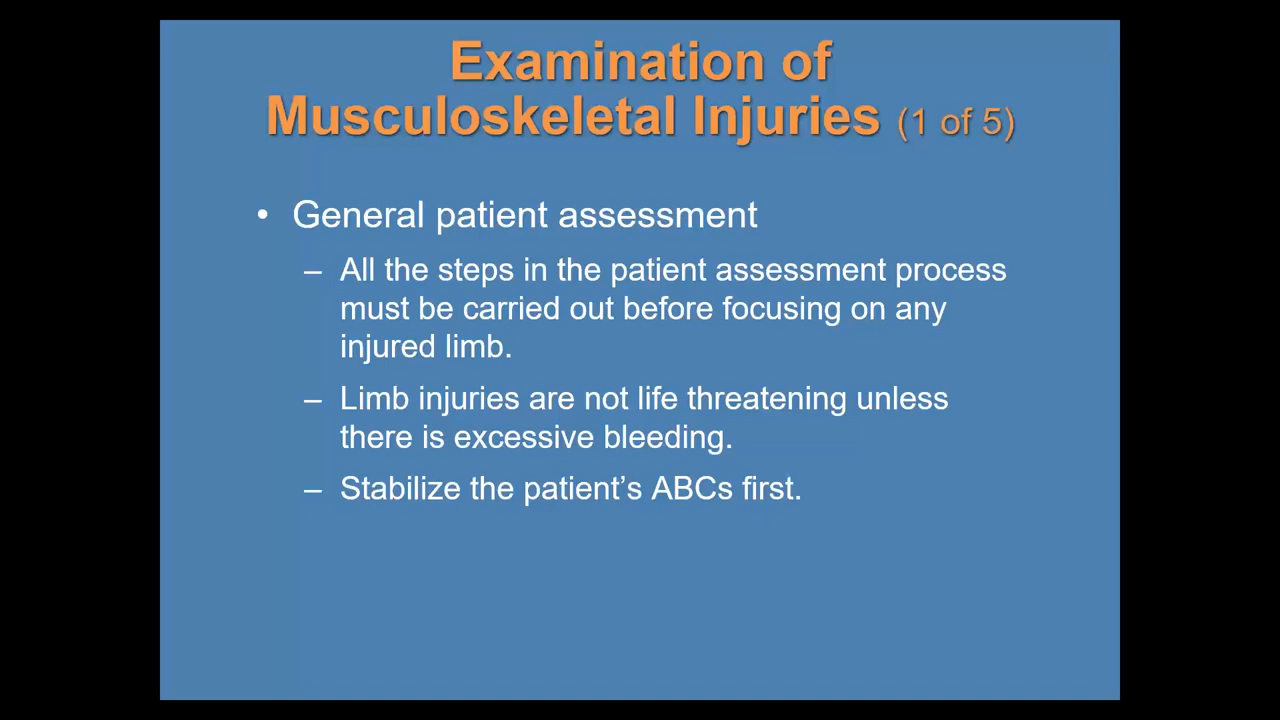 Examination of
Musculoskeletal Injuries (1 of 5)
• General patient assessment
– All the steps in the patient assessment process
must be carried out before focusing on any
injured limb.
– Limb injuries are not life threatening unless
there is excessive bleeding.
– Stabilize the patient’s ABCs first.